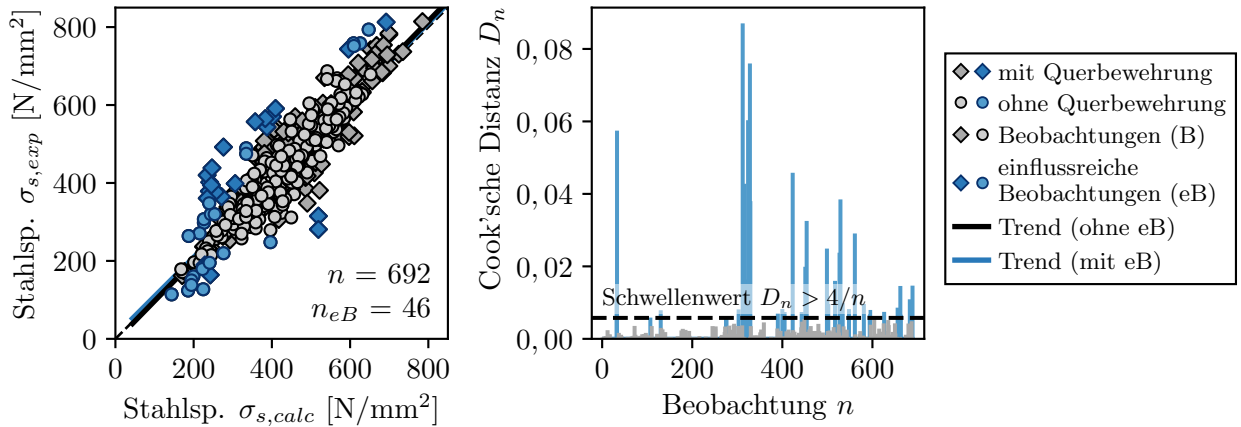 800
600
400
200
0
Stahlsp. σs,exp [N/mm²]
n = 692
neB = 46
0 200 400 600 800
Stahlsp. σs,calc [N/mm²]
0,08
0,06
0,04
0,02
0,00
Cook'sche Distanz Dn
Schwellenwert Dn > 4/n
0 200 400 600
Beobachtung n
mit Querbewehrung
ohne Querbewehrung
Beobachtungen (B)
einflussreiche
Beobachtungen (eB)
Trend (ohne eB)
Trend (mit eB)